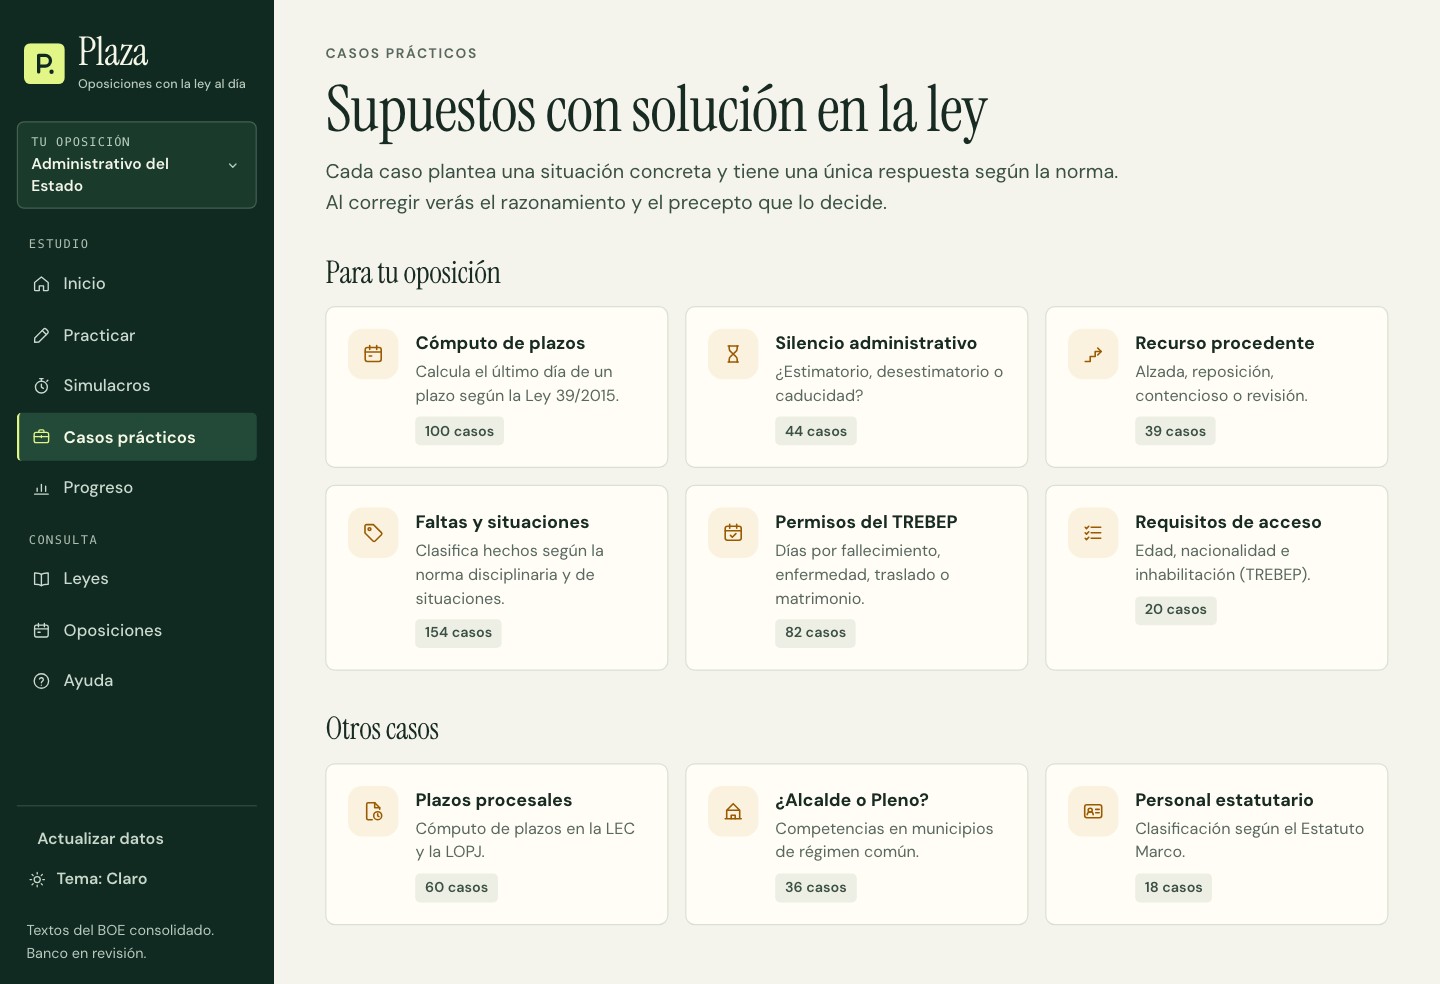 P.
Plaza
Oposiciones con la ley al día
TU OPOSICIÓN
Administrativo del
Estado
ESTUDIO
Inicio
Practicar
Simulacros
Casos prácticos
Progreso
CONSULTA
Leyes
Oposiciones
Ayuda
Actualizar datos
Tema: Claro
Textos del BOE consolidado.
Banco en revisión.
CASOS PRÁCTICOS
Supuestos con solución en la ley
Cada caso plantea una situación concreta y tiene una única respuesta según la norma.
Al corregir verás el razonamiento y el precepto que lo decide.
Para tu oposición
Cómputo de plazos
Calcula el último día de un
plazo según la Ley 39/2015.
100 casos
Silencio administrativo
¿Estimatorio, desestimatorio o
caducidad?
44 casos
Recurso procedente
Alzada, reposición,
contencioso o revisión.
39 casos
Faltas y situaciones
Clasifica hechos según la
norma disciplinaria y de
situaciones.
154 casos
Permisos del TREBEP
Días por fallecimiento,
enfermedad, traslado o
matrimonio.
82 casos
Requisitos de acceso
Edad, nacionalidad e
inhabilitación (TREBEP).
20 casos
Otros casos
Plazos procesales
Cómputo de plazos en la LEC
y la LOPJ.
60 casos
¿Alcalde o Pleno?
Competencias en municipios
de régimen común.
36 casos
Personal estatutario
Clasificación según el Estatuto
Marco.
18 casos